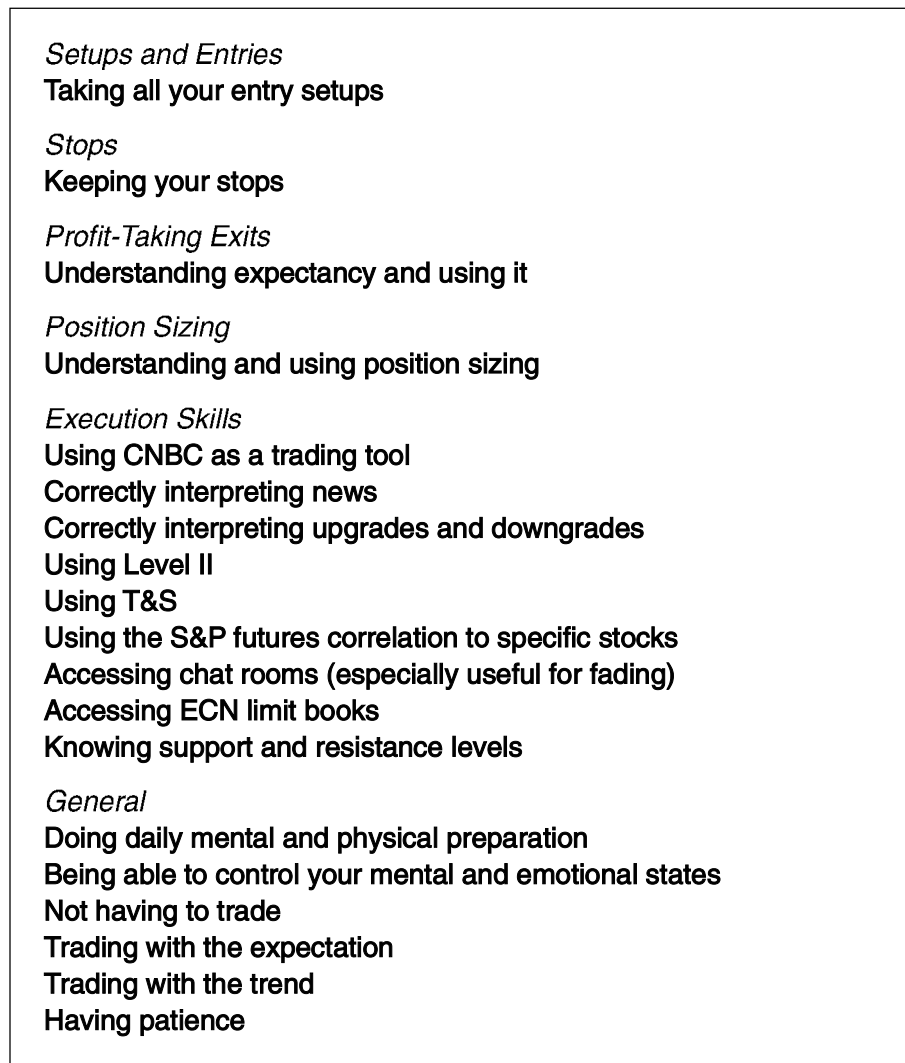 Setups and Entries
Taking all your entry setups
Stops
Keeping your stops
Profit-Taking Exits
Understanding expectancy and using it
Position Sizing
Understanding and using position sizing
Execution Skills
Using CNBC as a trading tool
Correctly interpreting news
Correctly interpreting upgrades and downgrades
Using Level II
Using T&S
Using the S&P futures correlation to specific stocks
Accessing chat rooms (especially useful for fading)
Accessing ECN limit books
Knowing support and resistance levels
General
Doing daily mental and physical preparation
Being able to control your mental and emotional states
Not having to trade
Trading with the expectation
Trading with the trend
Having patience